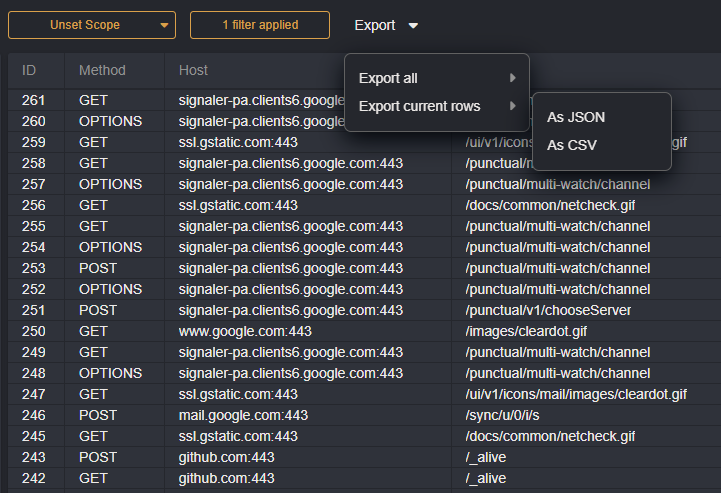 Unset Scope 1 filter applied Export
ID Method Host
Export all
Export current rows
As JSON
As CSV
261 GET signaler-pa.clients6.google.
260 OPTIONS signaler-pa.clients6.google.
259 GET ssl.gstatic.com:443 /ui/v1/icons gif
258 GET signaler-pa.clients6.google.com:443 /punctual/m
257 OPTIONS signaler-pa.clients6.google.com:443 /punctual/multi-watch/channel
256 GET ssl.gstatic.com:443 /docs/common/netcheck.gif
255 GET signaler-pa.clients6.google.com:443 /punctual/multi-watch/channel
254 OPTIONS signaler-pa.clients6.google.com:443 /punctual/multi-watch/channel
253 POST signaler-pa.clients6.google.com:443 /punctual/multi-watch/channel
252 OPTIONS signaler-pa.clients6.google.com:443 /punctual/multi-watch/channel
251 POST signaler-pa.clients6.google.com:443 /punctual/v1/chooseServer
250 GET www.google.com:443 /images/cleardot.gif
249 GET signaler-pa.clients6.google.com:443 /punctual/multi-watch/channel
248 OPTIONS signaler-pa.clients6.google.com:443 /punctual/multi-watch/channel
247 GET ssl.gstatic.com:443 /ui/v1/icons/mail/images/cleardot.gif
246 POST mail.google.com:443 /sync/u/0/i/s
245 GET ssl.gstatic.com:443 /docs/common/netcheck.gif
243 POST github.com:443 /_alive
242 GET github.com:443 /_alive